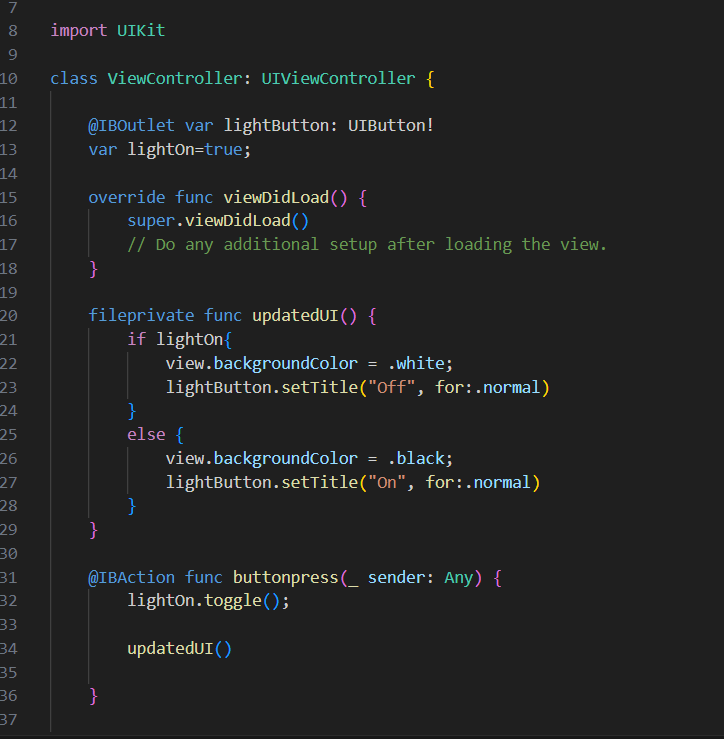 7
8 import UIKit
9
10 class ViewController: UIViewController {
11
12     @IBOutlet var lightButton: UIButton!
13     var lightOn=true;
14
15     override func viewDidLoad() {
16         super.viewDidLoad()
17         // Do any additional setup after loading the view.
18     }
19
20     fileprivate func updatedUI() {
21         if lightOn{
22             view.backgroundColor = .white;
23             lightButton.setTitle("Off", for:.normal)
24         }
25         else {
26             view.backgroundColor = .black;
27             lightButton.setTitle("On", for:.normal)
28         }
29     }
30
31     @IBAction func buttonpress(_ sender: Any) {
32         lightOn.toggle();
33
34         updatedUI()
35
36     }
37